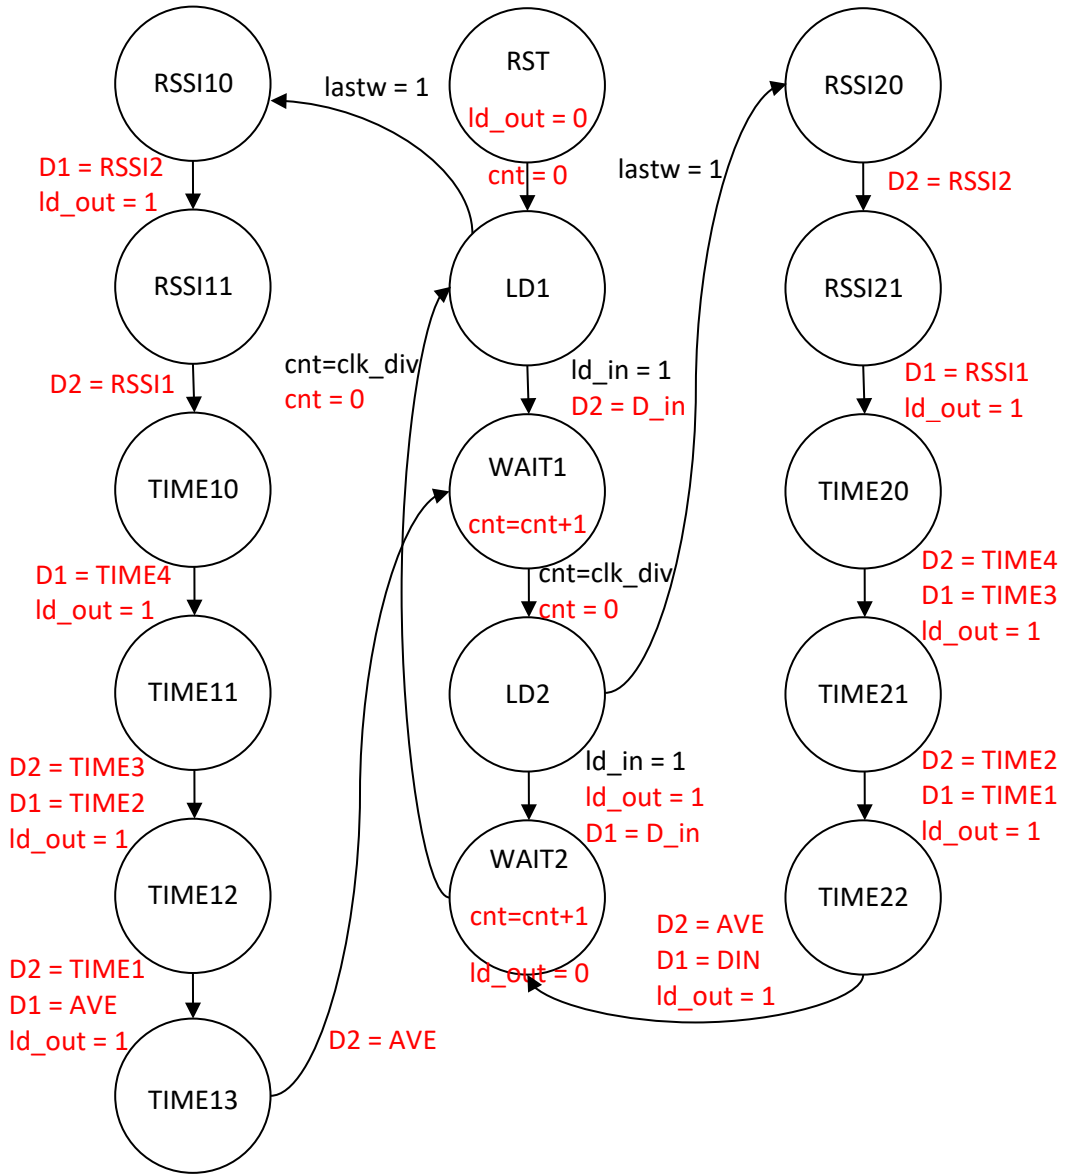 RSSI10
lastw = 1
RST
ld_out = 0
RSSI20
D1 = RSSI2
ld_out = 1
cnt = 0
lastw = 1
D2 = RSSI2
RSSI11
LD1
RSSI21
D2 = RSSI1
cnt=clk_div
cnt = 0
ld_in = 1
D2 = D_in
D1 = RSSI1
ld_out = 1
TIME10
WAIT1
cnt=cnt+1
TIME20
D1 = TIME4
ld_out = 1
cnt=clk_div
cnt = 0
D2 = TIME4
D1 = TIME3
ld_out = 1
TIME11
LD2
TIME21
D2 = TIME3
D1 = TIME2
ld_out = 1
ld_in = 1
ld_out = 1
D1 = D_in
D2 = TIME2
D1 = TIME1
ld_out = 1
TIME12
WAIT2
cnt=cnt+1
ld_out = 0
TIME22
D2 = TIME1
D1 = AVE
ld_out = 1
D2 = AVE
D2 = AVE
D1 = DIN
ld_out = 1
TIME13